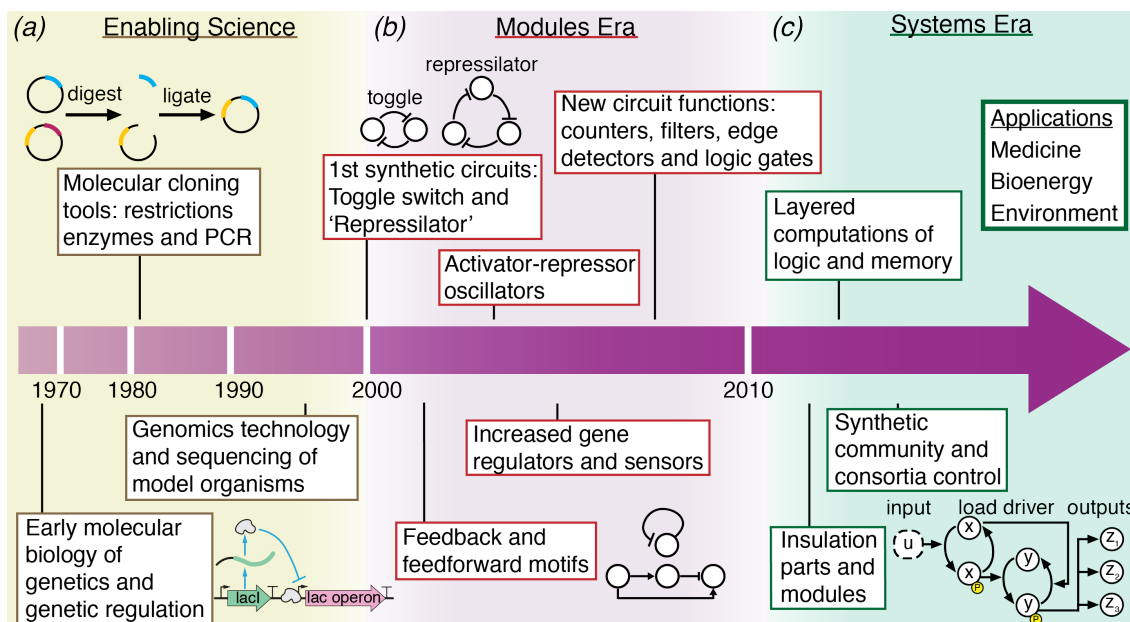 (a) Enabling Science
(b) Modules Era
(c) Systems Era
digest
ligate
Molecular cloning
tools: restrictions
enzymes and PCR
toggle
repressilator
1st synthetic circuits:
Toggle switch and
‘Repressilator’
New circuit functions:
counters, filters, edge
detectors and logic gates
Activator-repressor
oscillators
Layered
computations of
logic and memory
Applications
Medicine
Bioenergy
Environment
1970
1980
1990
2000
2010
Genomics technology
and sequencing of
model organisms
Early molecular
biology of
genetics and
genetic regulation
lacI
lac operon
Increased gene
regulators and sensors
Feedback and
feedforward motifs
Synthetic
community and
consortia control
Insulation
parts and
modules
input
load driver
outputs
u
x
x
P
y
y
P
z1
z2
z3